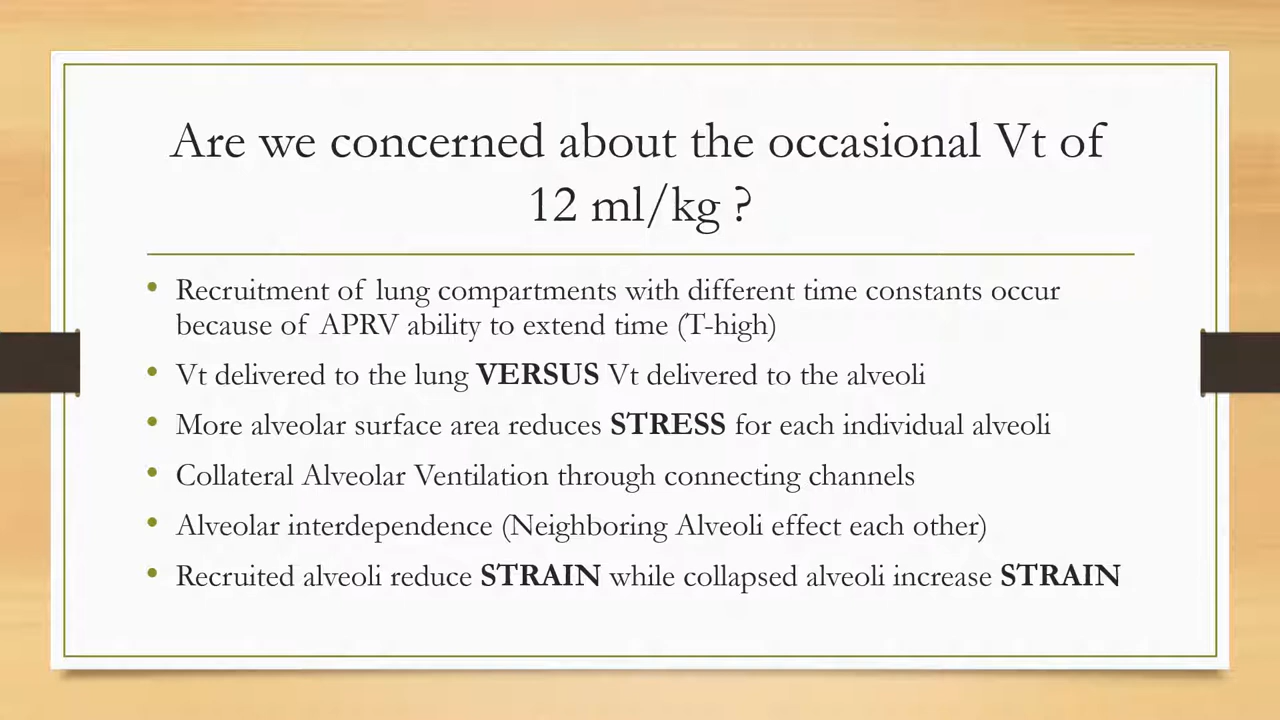 Are we concerned about the occasional Vt of
12 ml/kg ?
• Recruitment of lung compartments with different time constants occur
because of APRV ability to extend time (T-high)
• Vt delivered to the lung VERSUS Vt delivered to the alveoli
• More alveolar surface area reduces STRESS for each individual alveoli
• Collateral Alveolar Ventilation through connecting channels
• Alveolar interdependence (Neighboring Alveoli effect each other)
• Recruited alveoli reduce STRAIN while collapsed alveoli increase STRAIN